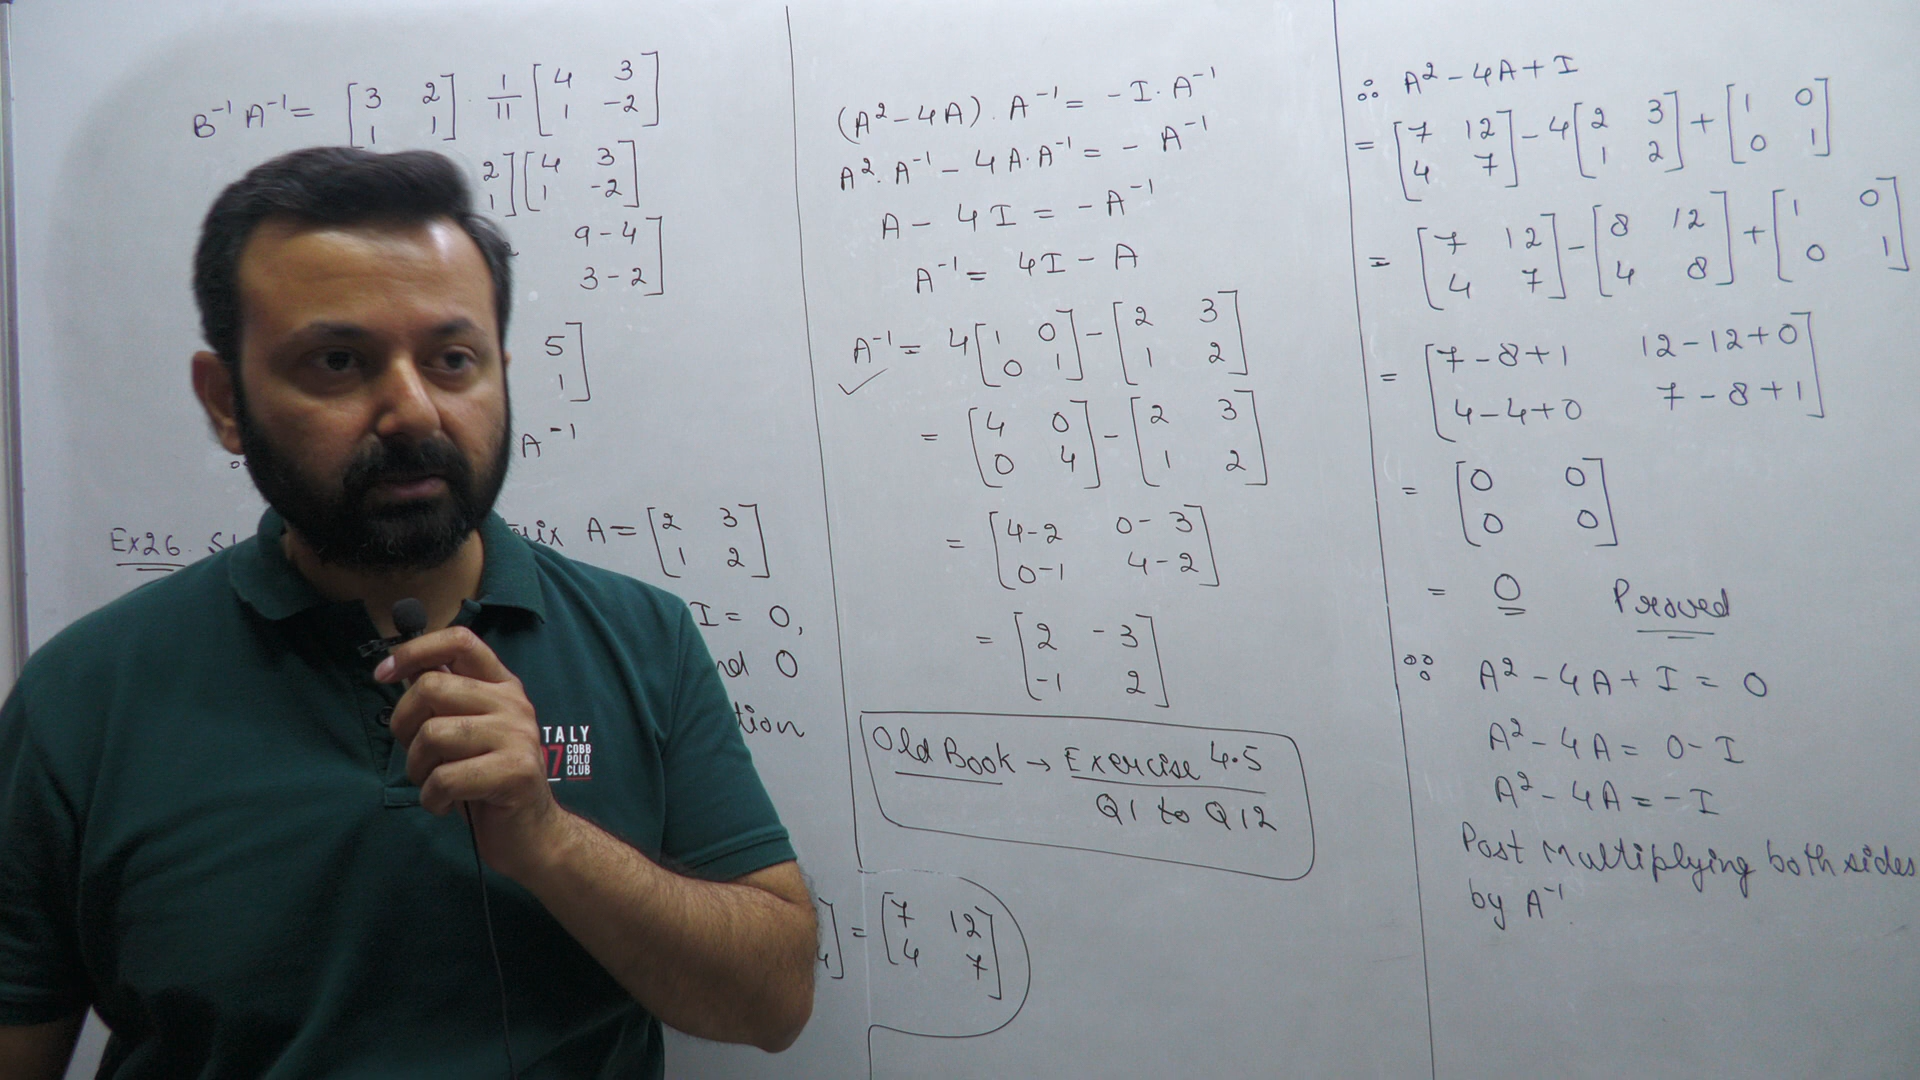 B⁻¹ A⁻¹ = [3 2; 1 1] · 1/11 [4 3; 1 -2]
2; 1] [4 3; 1 -2]
9-4
3-2]
5
1]
A⁻¹
Ex26. A = [2 3; 1 2]
I = 0,
0
= [7 12; 4 7]
(A²-4A) · A⁻¹ = -I · A⁻¹
A² · A⁻¹ - 4A · A⁻¹ = - A⁻¹
A - 4I = -A⁻¹
A⁻¹ = 4I - A
A⁻¹ = 4[1 0; 0 1] - [2 3; 1 2]
= [4 0; 0 4] - [2 3; 1 2]
= [4-2 0-3; 0-1 4-2]
= [2 -3; -1 2]
Old Book → Exercise 4.5
Q1 to Q12
∴ A² - 4A + I
= [7 12; 4 7] - 4[2 3; 1 2] + [1 0; 0 1]
= [7 12; 4 7] - [8 12; 4 8] + [1 0; 0 1]
= [7-8+1 12-12+0; 4-4+0 7-8+1]
= [0 0; 0 0]
= 0 Proved
∵ A² - 4A + I = 0
A² - 4A = 0 - I
A² - 4A = -I
Post multiplying both sides
by A⁻¹.
TALY
7 COBB
POLO
CLUB